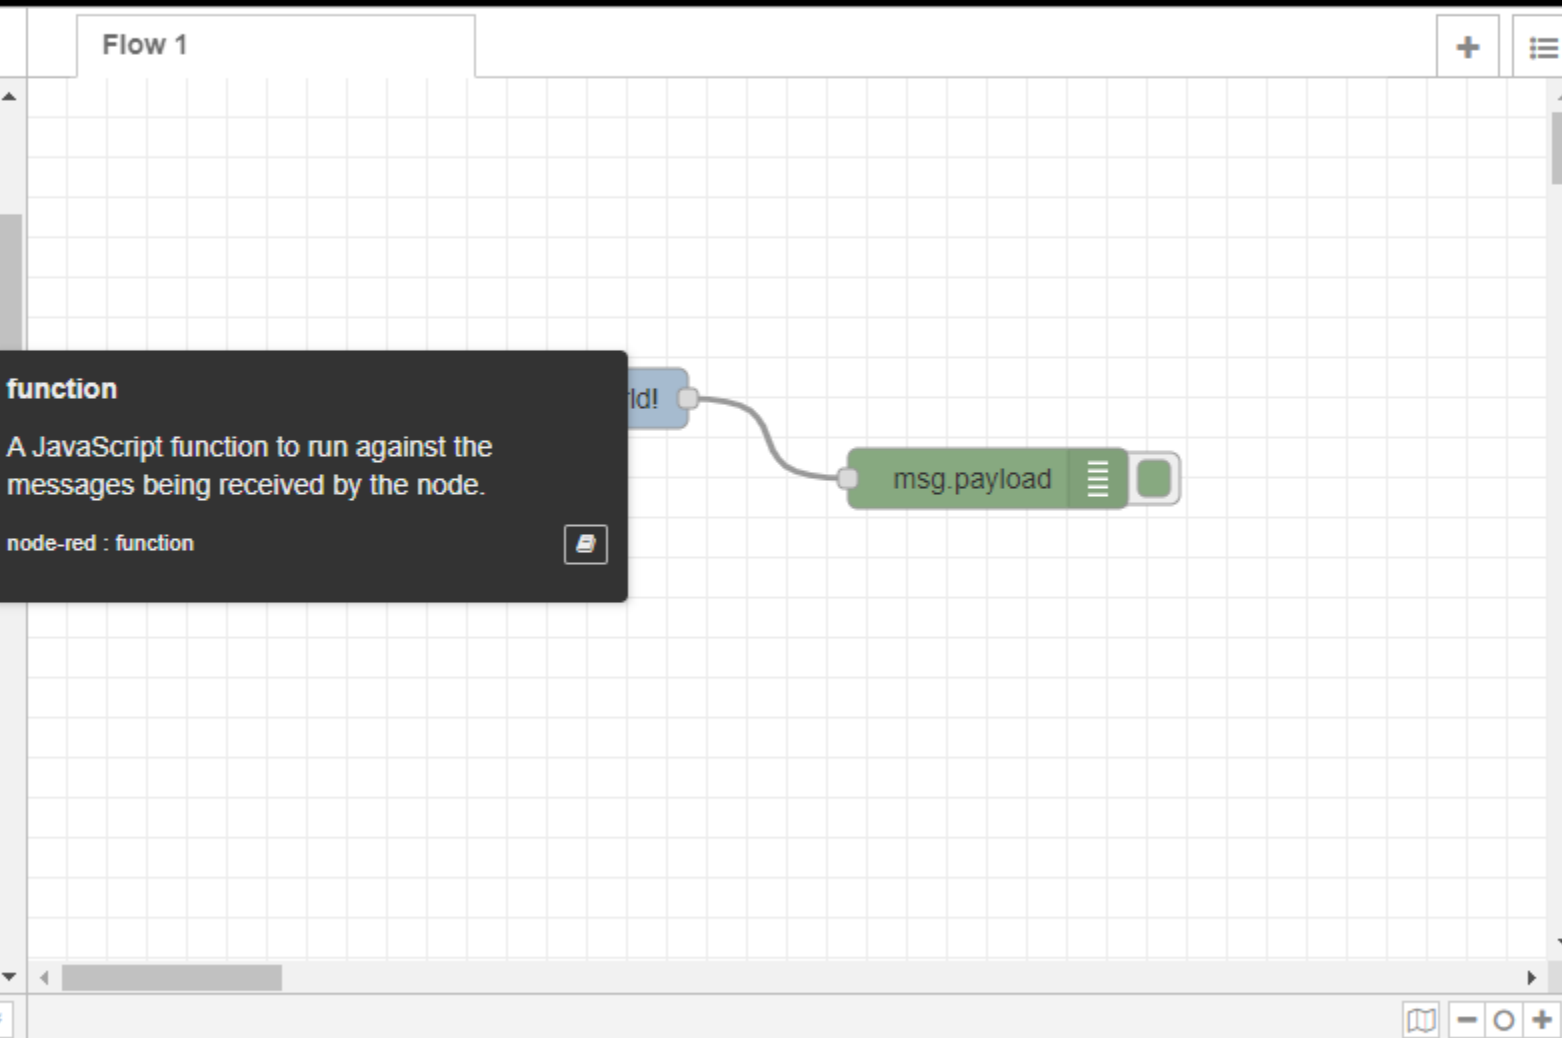 Flow 1
function
A JavaScript function to run against the
messages being received by the node.
node-red : function
rld!
msg.payload